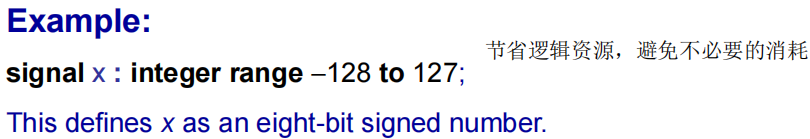 Example:
节省逻辑资源，避免不必要的消耗
signal x : integer range –128 to 127;
This defines x as an eight-bit signed number.